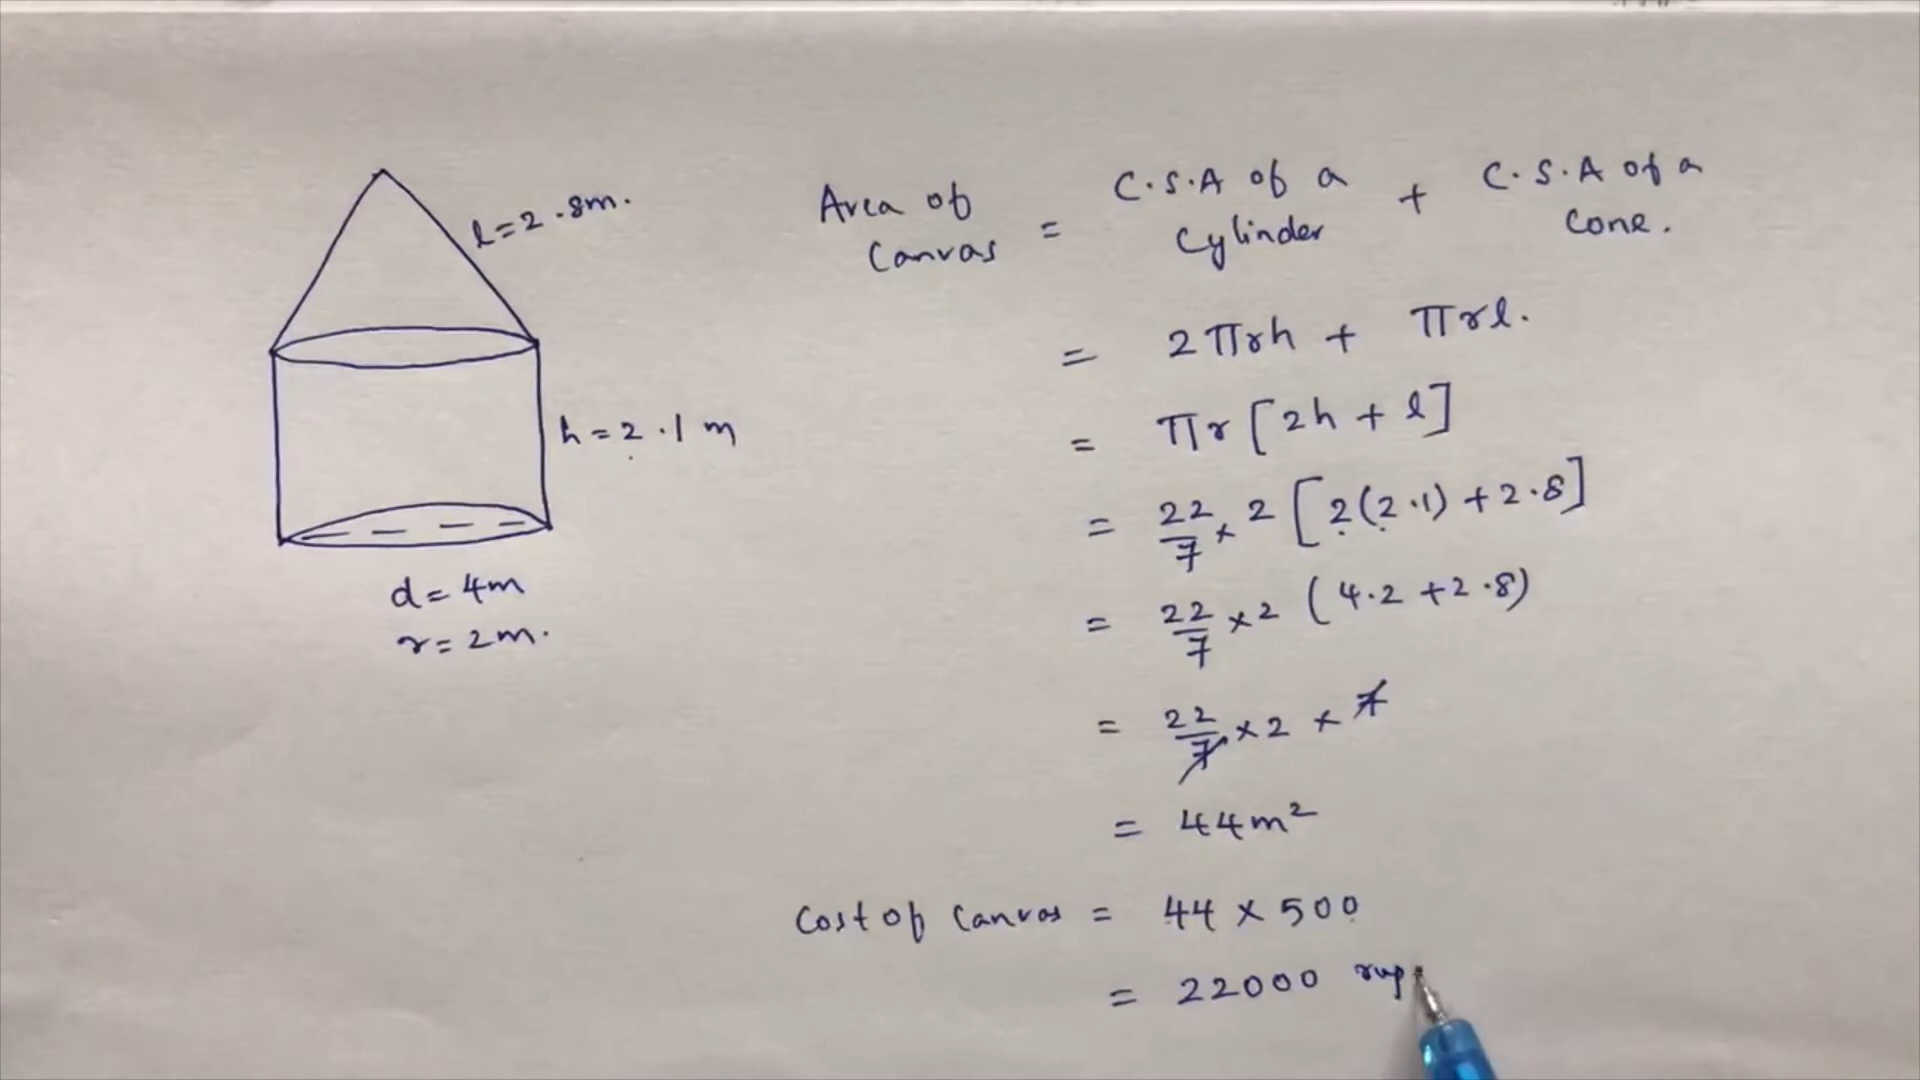 l=2.8m.
h=2.1 m
d=4m
r=2m.
Area of Canvas = C.S.A of a Cylinder + C.S.A of a Cone.
= 2πrh + πrl.
= πr[2h+l]
= 22/7 × 2 [2(2.1)+2.8]
= 22/7 ×2 (4.2+2.8)
= 22/7 ×2 × 7
= 44m²
Cost of Canvas = 44 × 500
= 22000 rup